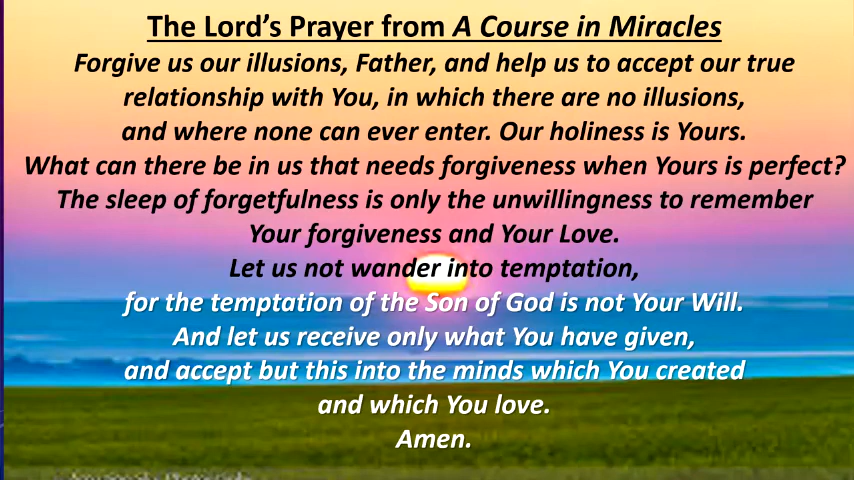 The Lord’s Prayer from A Course in Miracles
Forgive us our illusions, Father, and help us to accept our true
relationship with You, in which there are no illusions,
and where none can ever enter. Our holiness is Yours.
What can there be in us that needs forgiveness when Yours is perfect?
The sleep of forgetfulness is only the unwillingness to remember
Your forgiveness and Your Love.
Let us not wander into temptation,
for the temptation of the Son of God is not Your Will.
And let us receive only what You have given,
and accept but this into the minds which You created
and which You love.
Amen.